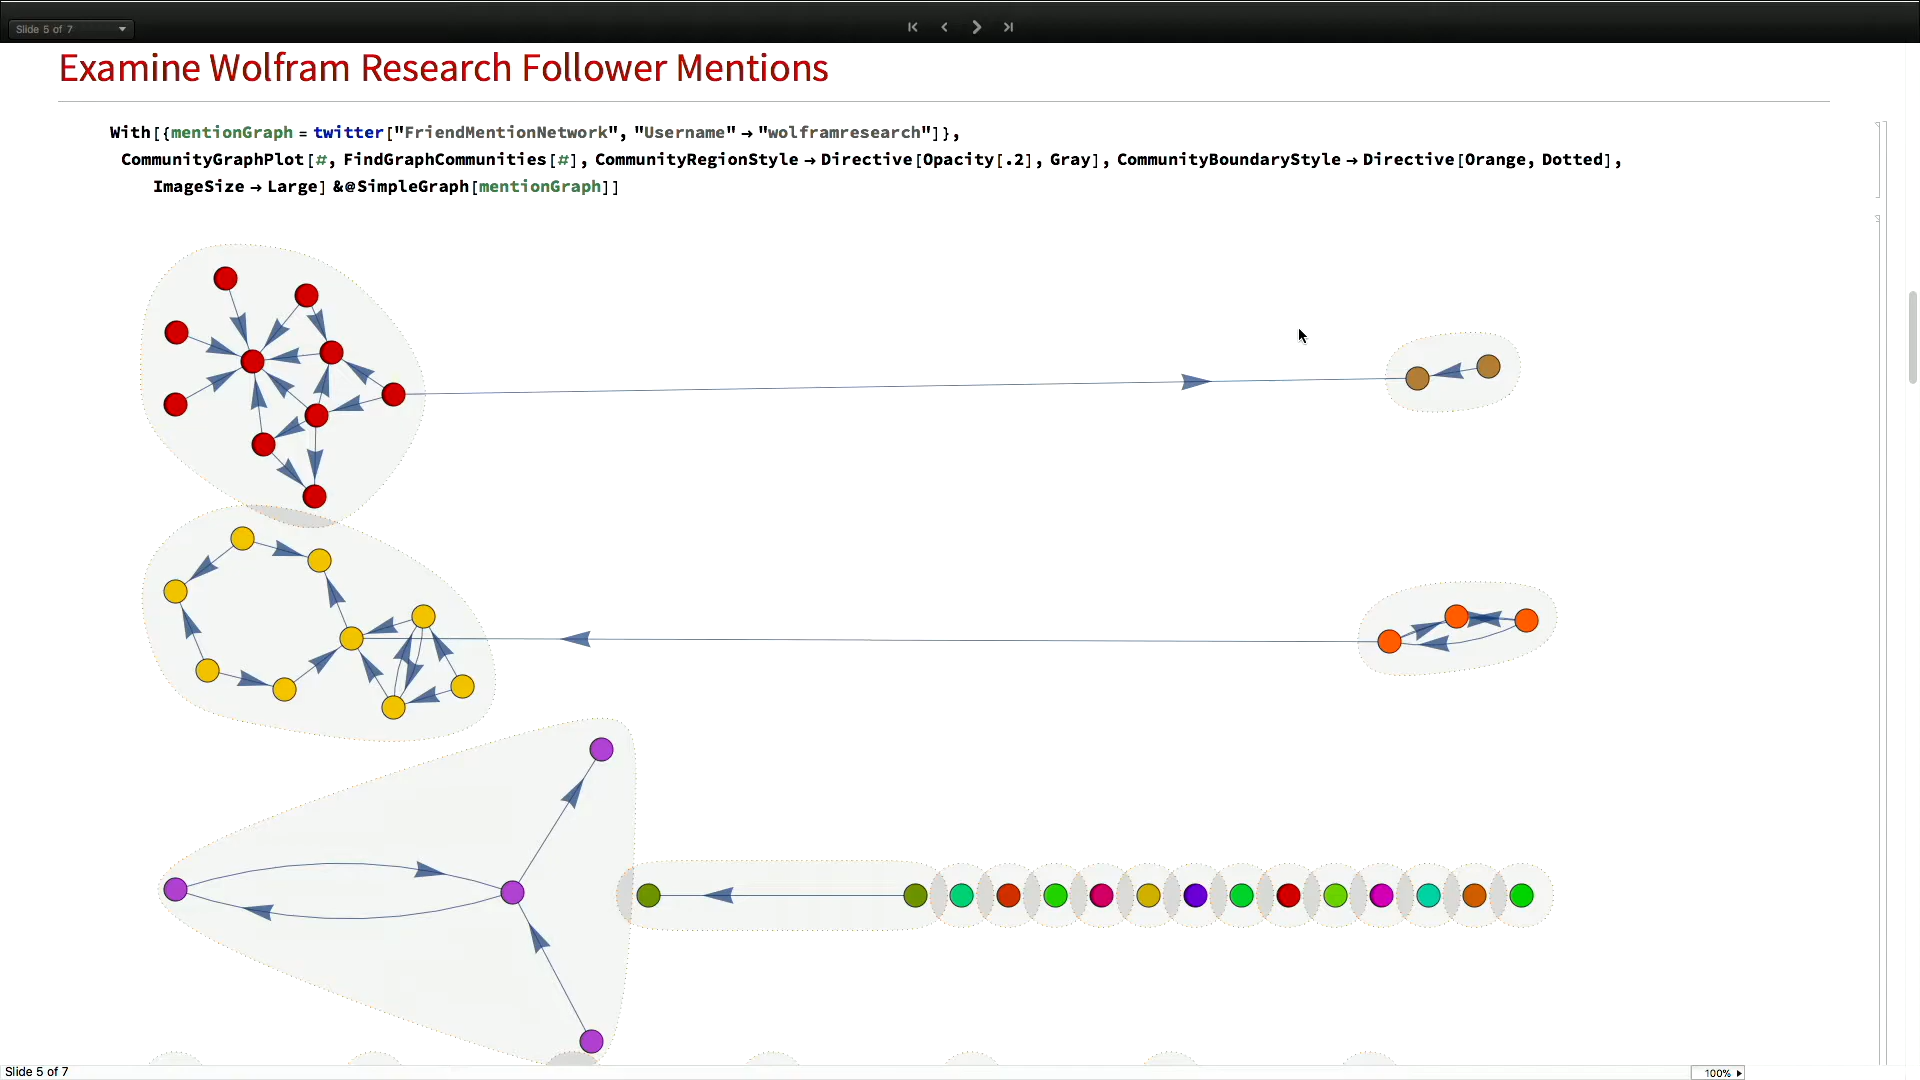 Slide 5 of 7
Examine Wolfram Research Follower Mentions
With[{mentionGraph = twitter["FriendMentionNetwork", "Username" → "wolframresearch"]},
CommunityGraphPlot[#, FindGraphCommunities[#], CommunityRegionStyle → Directive[Opacity[.2], Gray], CommunityBoundaryStyle → Directive[Orange, Dotted],
ImageSize → Large] &@SimpleGraph[mentionGraph]]
Slide 5 of 7
100%